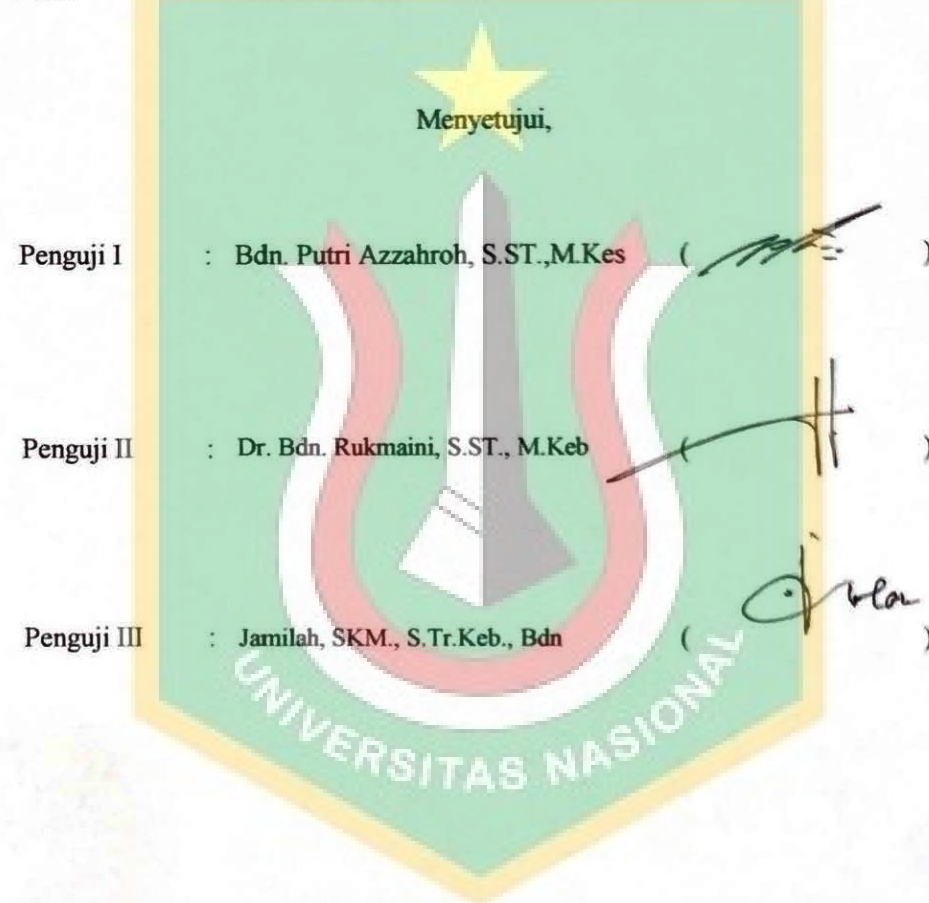 Menyetujui,
Penguji I : Bdn. Putri Azzahroh, S.ST.,M.Kes ( )
Penguji II : Dr. Bdn. Rukmaini, S.ST., M.Keb ( )
Penguji III : Jamilah, SKM., S.Tr.Keb., Bdn ( )
UNIVERSITAS NASIONAL